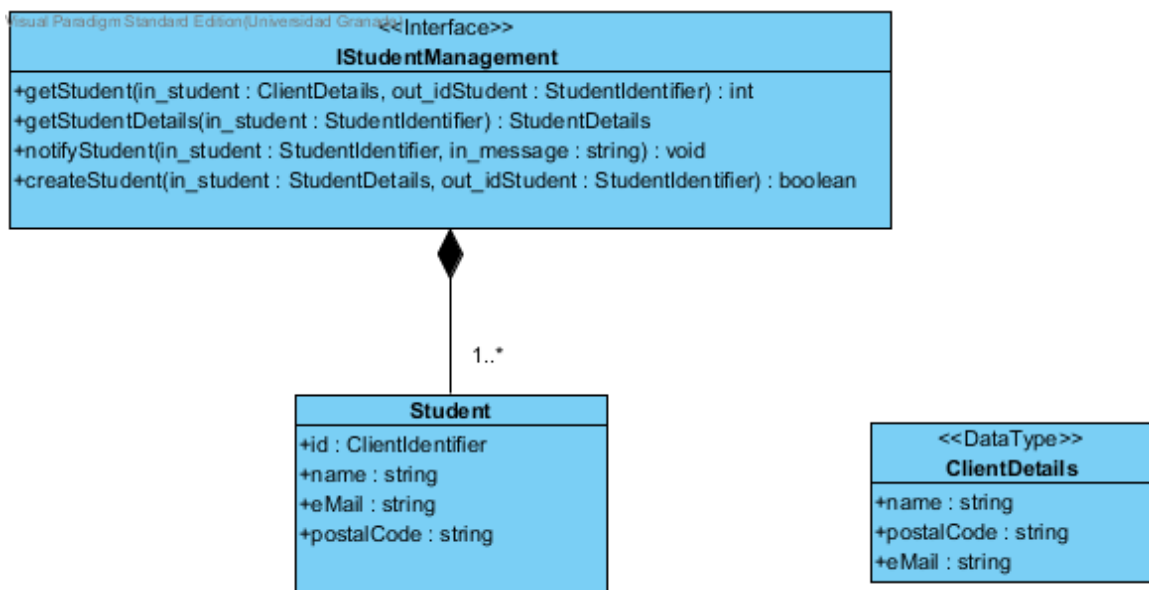 Visual Paradigm Standard Edition(Universidad Granada)
<<Interface>>
IStudentManagement
+getStudent(in_student : ClientDetails, out_idStudent : StudentIdentifier) : int
+getStudentDetails(in_student : StudentIdentifier) : StudentDetails
+notifyStudent(in_student : StudentIdentifier, in_message : string) : void
+createStudent(in_student : StudentDetails, out_idStudent : StudentIdentifier) : boolean
1..*
Student
+id : ClientIdentifier
+name : string
+eMail : string
+postalCode : string
<<DataType>>
ClientDetails
+name : string
+postalCode : string
+eMail : string